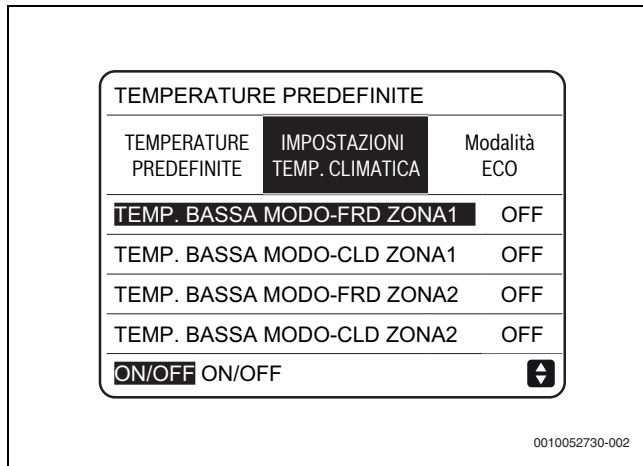 TEMPERATURE PREDEFINITE
TEMPERATURE PREDEFINITE
IMPOSTAZIONI TEMP. CLIMATICA
Modalità ECO
TEMP. BASSA MODO-FRD ZONA1 OFF
TEMP. BASSA MODO-CLD ZONA1 OFF
TEMP. BASSA MODO-FRD ZONA2 OFF
TEMP. BASSA MODO-CLD ZONA2 OFF
ON/OFF ON/OFF
0010052730-002